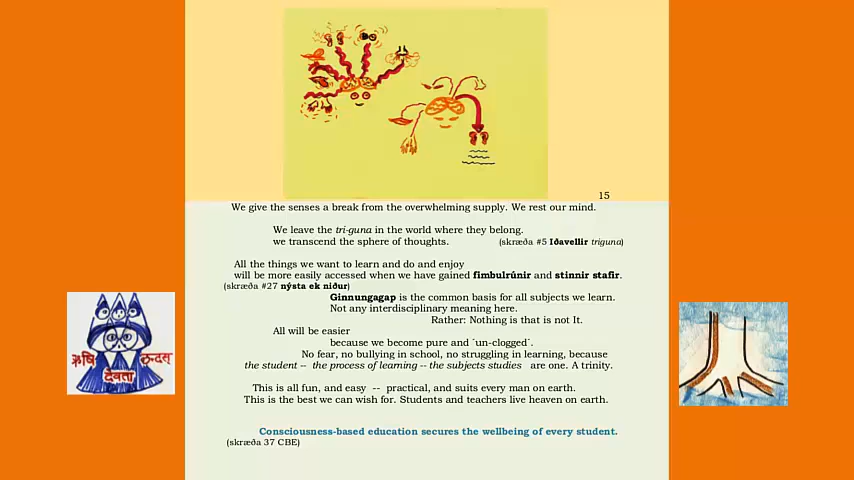 15
We give the senses a break from the overwhelming supply. We rest our mind.
We leave the tri-guna in the world where they belong.
we transcend the sphere of thoughts. (skræða #5 Iðavellir triguna)
All the things we want to learn and do and enjoy
will be more easily accessed when we have gained fimbulrúnir and stinnir stafir.
(skræða #27 nýsta ek niður)
Ginnungagap is the common basis for all subjects we learn.
Not any interdisciplinary meaning here.
Rather: Nothing is that is not It.
All will be easier
because we become pure and ´un-clogged´.
No fear, no bullying in school, no struggling in learning, because
the student -- the process of learning -- the subjects studies are one. A trinity.
ऋषि छन्दस्
देवता
This is all fun, and easy -- practical, and suits every man on earth.
This is the best we can wish for. Students and teachers live heaven on earth.
Consciousness-based education secures the wellbeing of every student.
(skræða 37 CBE)